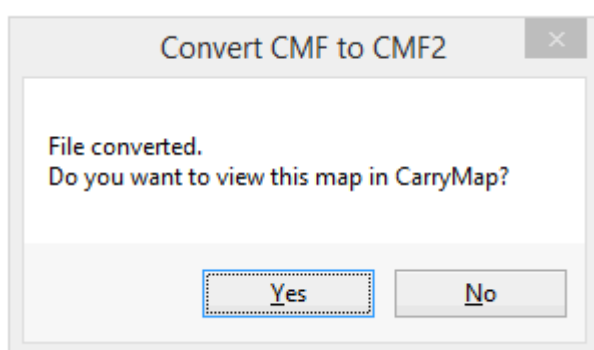 Convert CMF to CMF2
File converted.
Do you want to view this map in CarryMap?
Yes
No